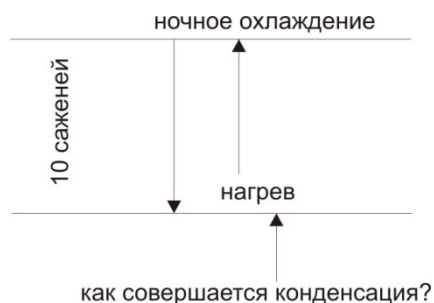 ночное охлаждение
10 саженей
нагрев
как совершается конденсация?